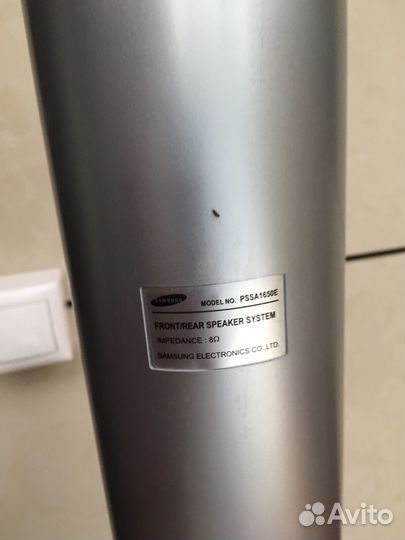 SAMSUNG MODEL NO. PSSA1650E
FRONT/REAR SPEAKER SYSTEM
IMPEDANCE : 8Ω
SAMSUNG ELECTRONICS CO.,LTD.
Avito